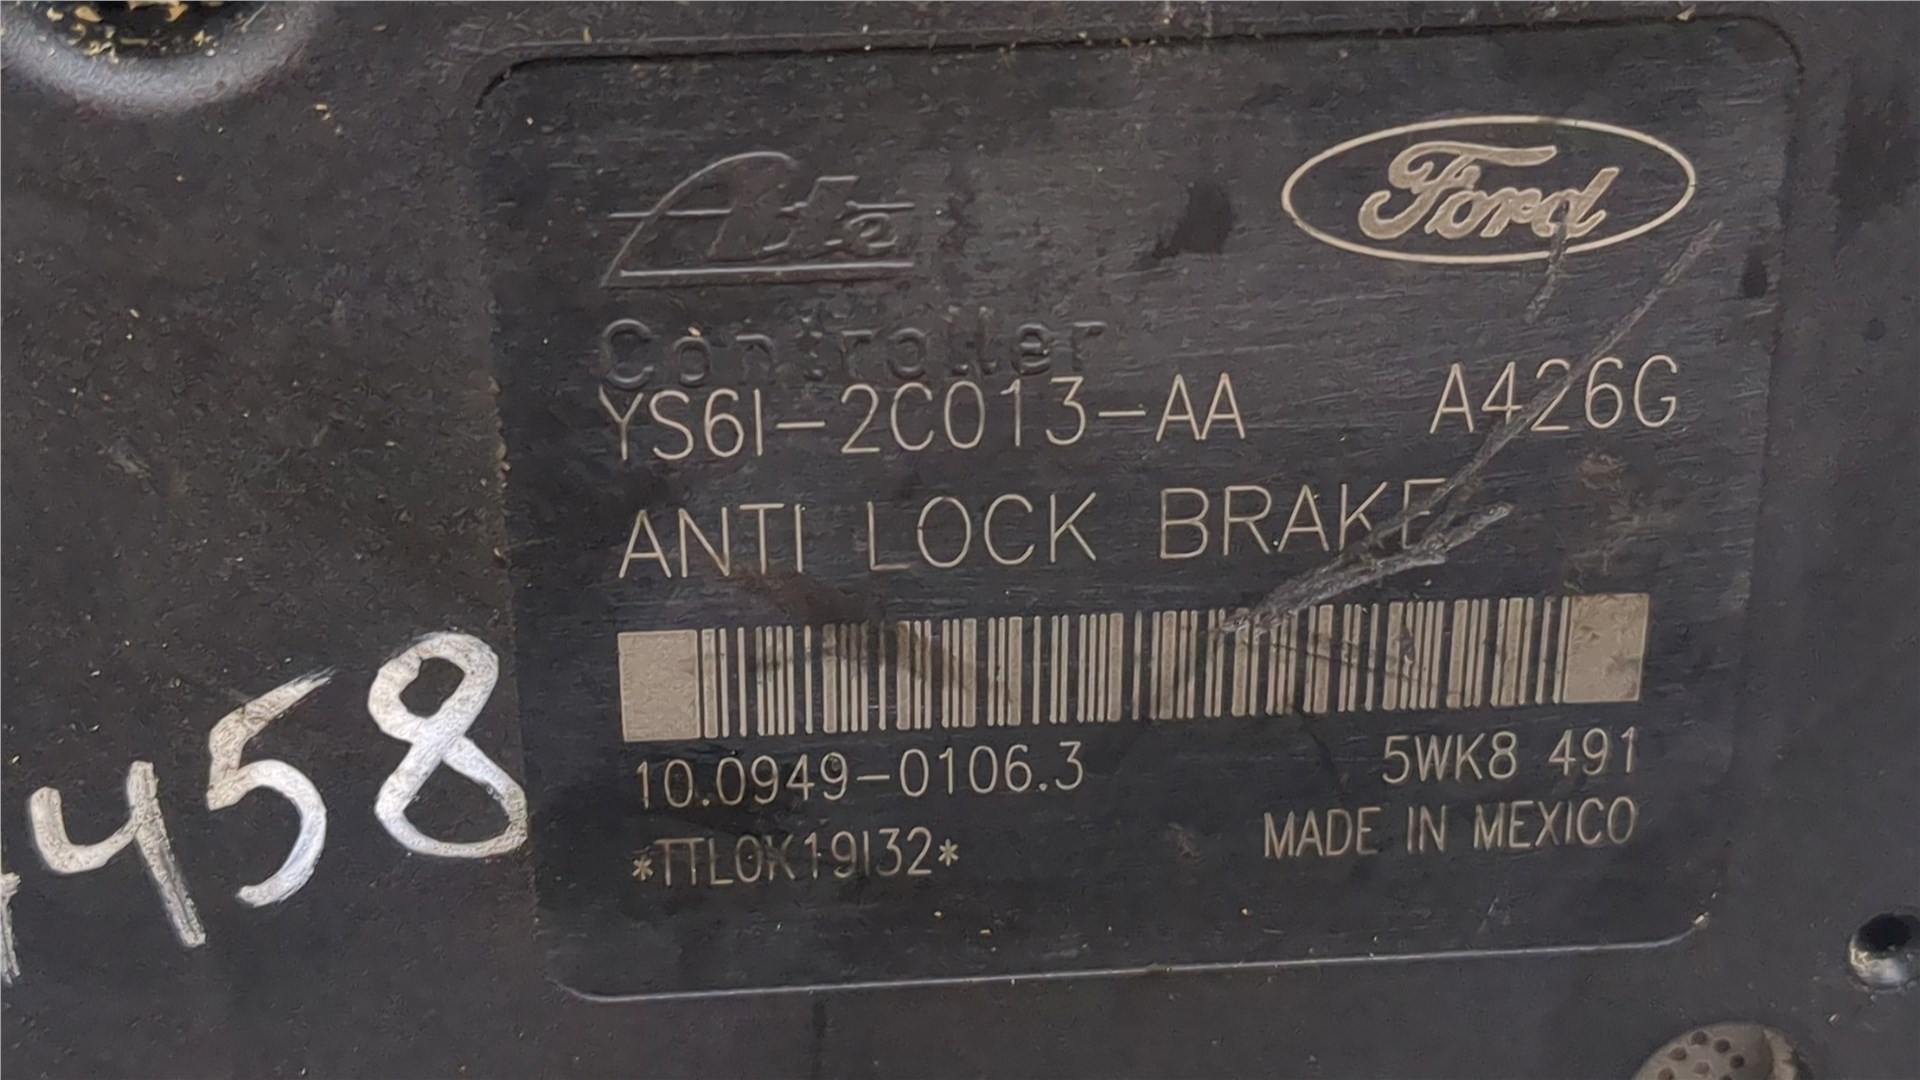 Ate
Ford
Controller
YS6I-2C013-AA A426G
ANTI LOCK BRAKE
10.0949-0106.3 5WK8 491
*TTL0K19I32* MADE IN MEXICO
458